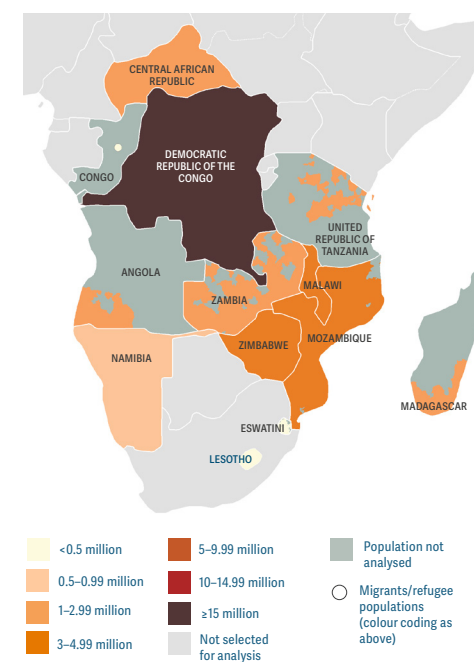 CENTRAL AFRICAN
REPUBLIC
DEMOCRATIC
REPUBLIC OF THE
CONGO
CONGO
UNITED
REPUBLIC OF
TANZANIA
ANGOLA
MALAWI
ZAMBIA
MOZAMBIQUE
ZIMBABWE
NAMIBIA
MADAGASCAR
ESWATINI
LESOTHO
<0.5 million
0.5–0.99 million
1–2.99 million
3–4.99 million
5–9.99 million
10–14.99 million
≥15 million
Not selected
for analysis
Population not
analysed
Migrants/refugee
populations
(colour coding as
above)